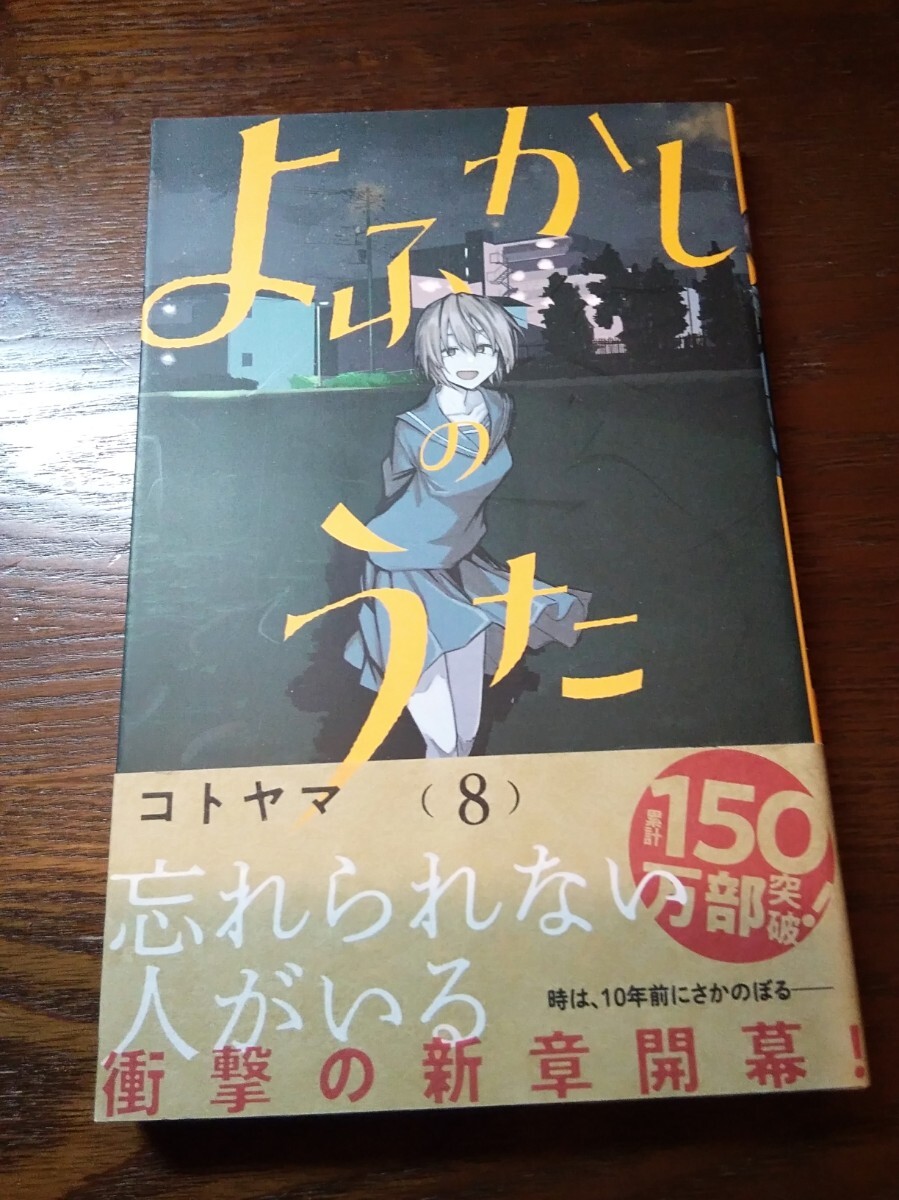 よふかし
の
うた
コトヤマ (8)
累計150
万部突破!
忘れられない
人がいる
時は、10年前にさかのぼる――
衝撃の新章開幕!